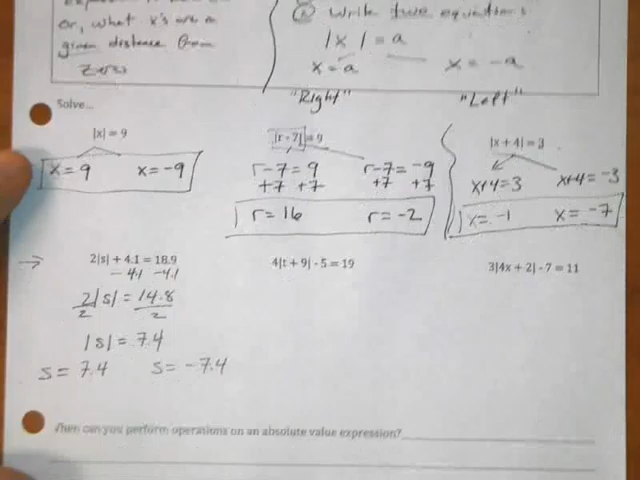 or, what x's are a
given distance from
zero
② Write two equations
|x| = a
x = a x = -a
"Right" "Left"
Solve...
|x| = 9
x = 9 x = -9
|r - 7| = 9
r-7 = 9 r-7 = -9
+7 +7 +7 +7
r = 16 r = -2
|x + 4| = 3
x+4 = 3 x+4 = -3
x = -1 x = -7
→ 2|s| + 4.1 = 18.9
- 4.1 -4.1
2|s| = 14.8
2 2
|s| = 7.4
s = 7.4 s = -7.4
4|t + 9| - 5 = 19
3|4x + 2| - 7 = 11
When can you perform operations on an absolute value expression?